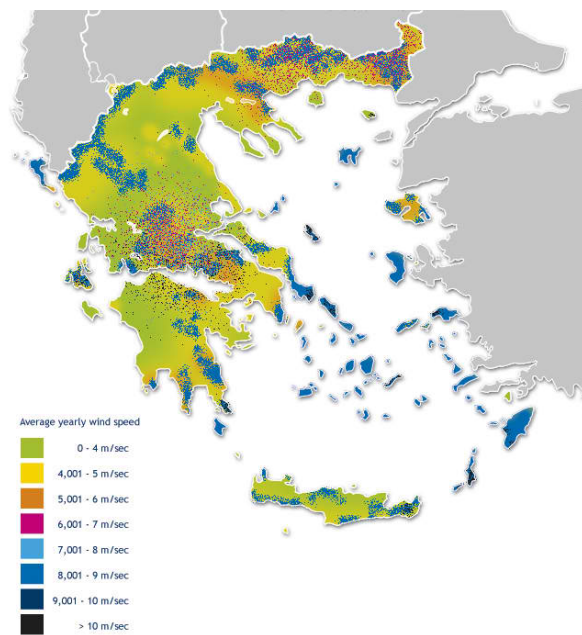 Average yearly wind speed
0 - 4 m/sec
4,001 - 5 m/sec
5,001 - 6 m/sec
6,001 - 7 m/sec
7,001 - 8 m/sec
8,001 - 9 m/sec
9,001 - 10 m/sec
> 10 m/sec